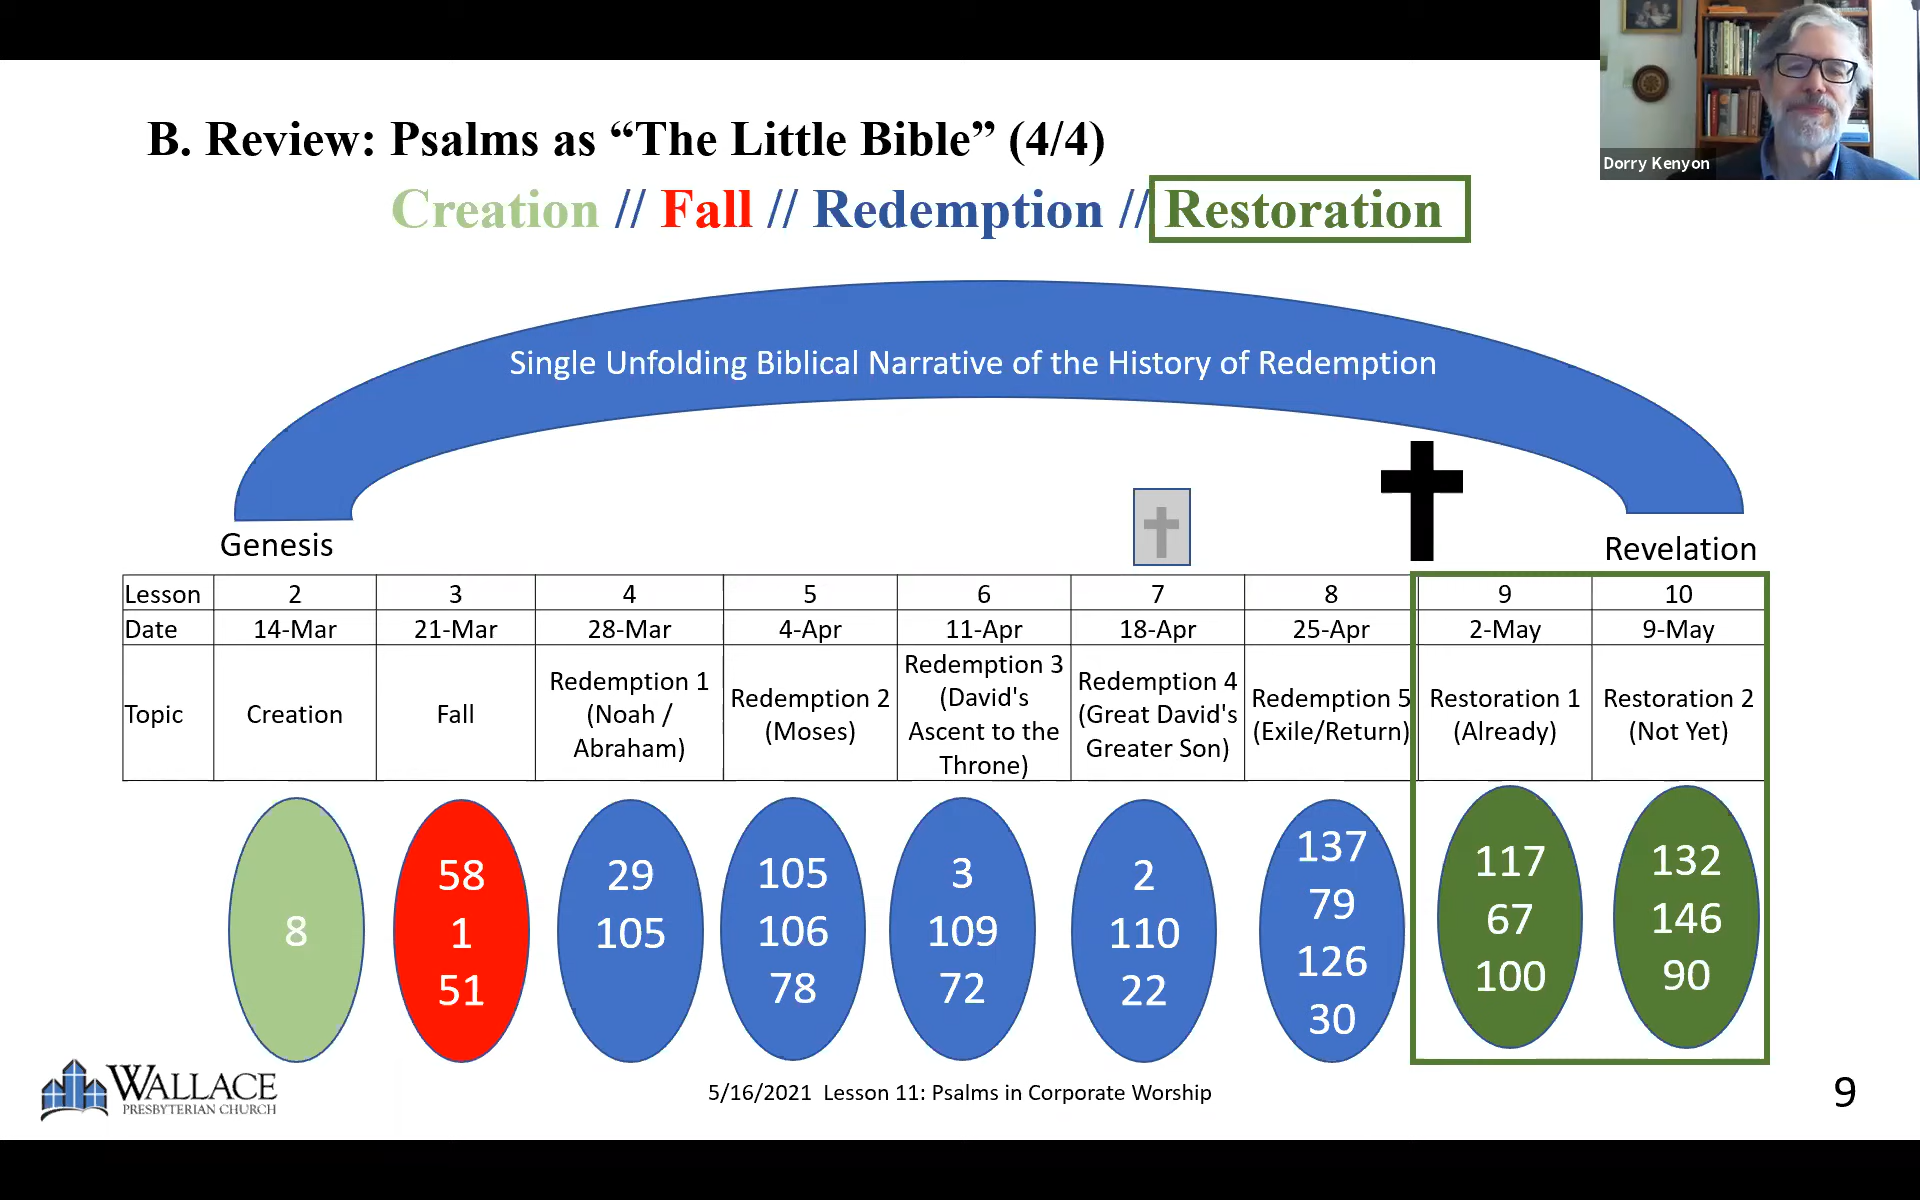 Dorry Kenyon
B. Review: Psalms as “The Little Bible” (4/4)
Creation // Fall // Redemption // Restoration
Single Unfolding Biblical Narrative of the History of Redemption
Genesis
Revelation
Lesson 2 3 4 5 6 7 8 9 10
Date 14-Mar 21-Mar 28-Mar 4-Apr 11-Apr 18-Apr 25-Apr 2-May 9-May
Topic
Creation
Fall
Redemption 1
(Noah /
Abraham)
Redemption 2
(Moses)
Redemption 3
(David's
Ascent to the
Throne)
Redemption 4
(Great David's
Greater Son)
Redemption 5
(Exile/Return)
Restoration 1
(Already)
Restoration 2
(Not Yet)
8
58
1
51
29
105
105
106
78
3
109
72
2
110
22
137
79
126
30
117
67
100
132
146
90
WALLACE
PRESBYTERIAN CHURCH
5/16/2021 Lesson 11: Psalms in Corporate Worship
9